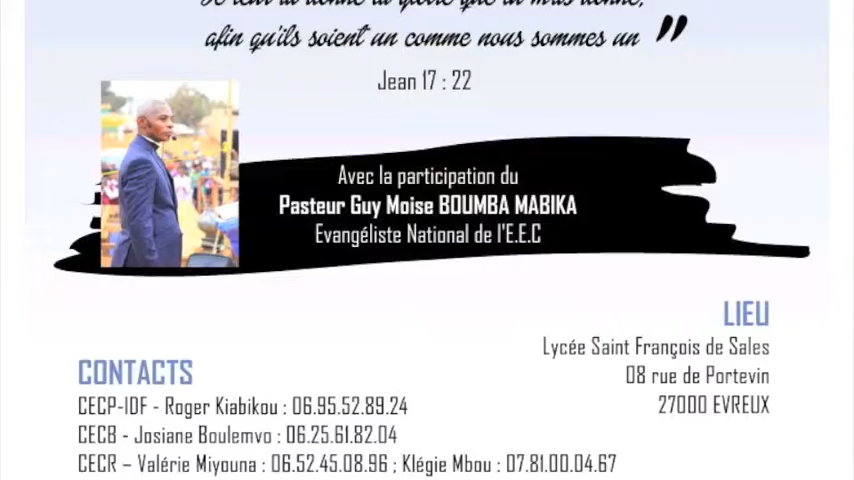 afin qu'ils soient un comme nous sommes un ”
Jean 17 : 22
Avec la participation du
Pasteur Guy Moise BOUMBA MABIKA
Evangéliste National de l'E.E.C
LIEU
Lycée Saint François de Sales
08 rue de Portevin
27000 EVREUX
CONTACTS
CECP-IDF - Roger Kiabikou : 06.95.52.89.24
CECB - Josiane Boulemvo : 06.25.61.82.04
CECR – Valérie Miyouna : 06.52.45.08.96 ; Klégie Mbou : 07.81.00.04.67